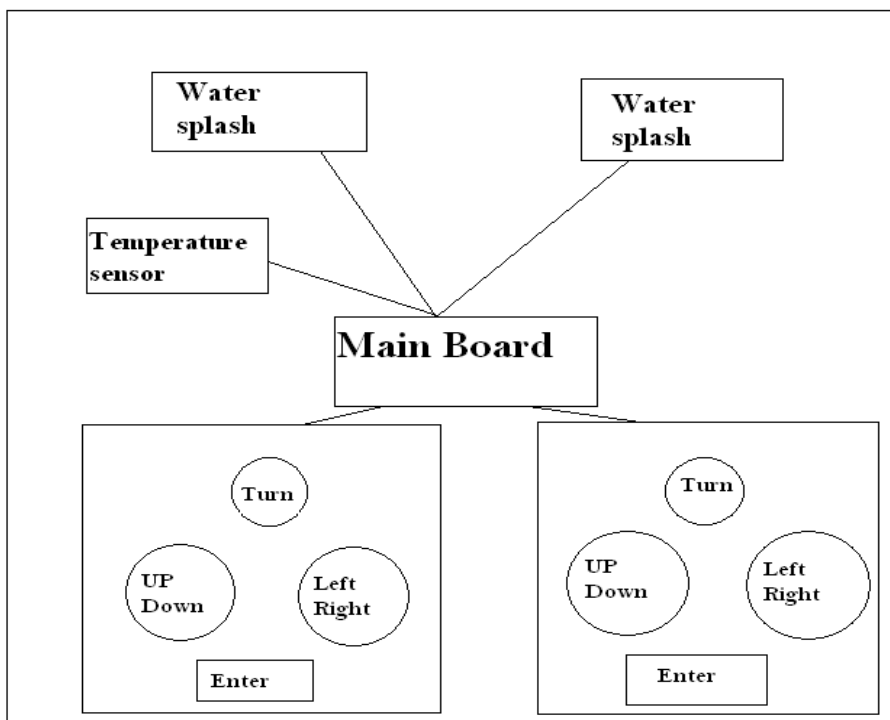 Water
splash
Water
splash
Temperature
sensor
Main Board
Turn
UP
Down
Left
Right
Enter
Turn
UP
Down
Left
Right
Enter